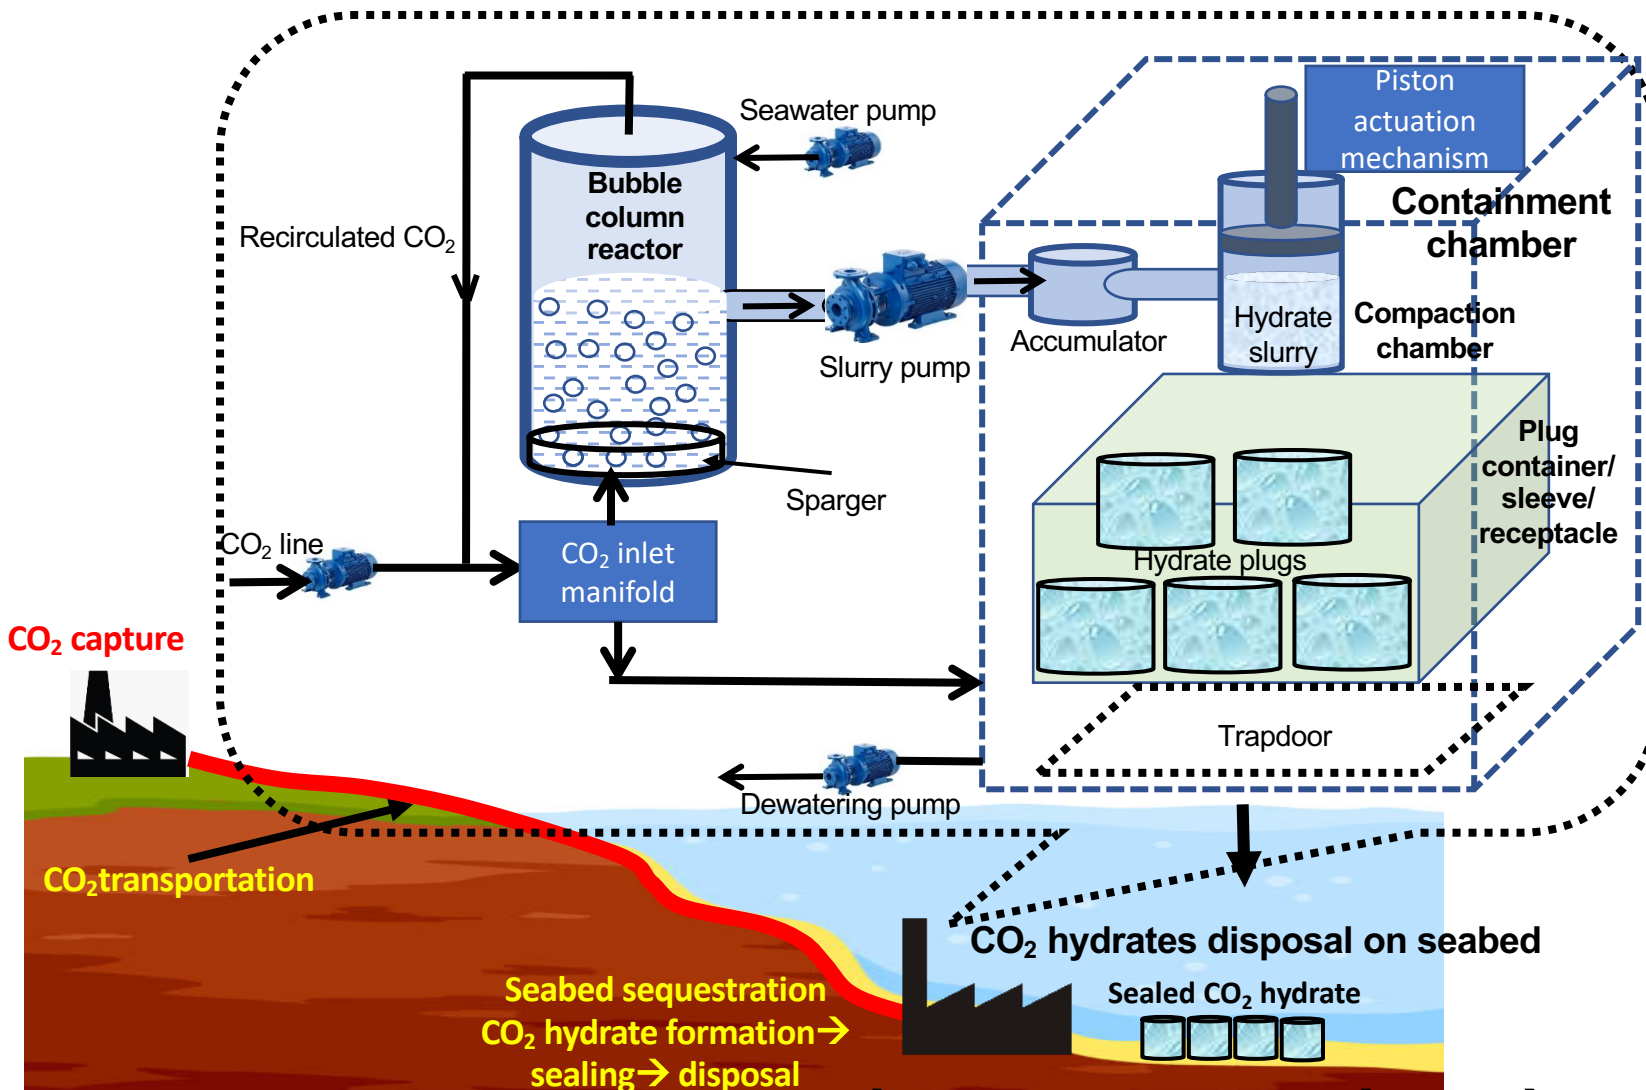 Piston
actuation
mechanism
Seawater pump
Bubble
column
reactor
Containment
chamber
Recirculated CO₂
Hydrate
slurry
Compaction
chamber
Accumulator
Slurry pump
Plug
container/
sleeve/
receptacle
Sparger
CO₂ line
CO₂ inlet
manifold
Hydrate plugs
CO₂ capture
Trapdoor
Dewatering pump
CO₂transportation
CO₂ hydrates disposal on seabed
Seabed sequestration
CO₂ hydrate formation→
sealing→ disposal
Sealed CO₂ hydrate